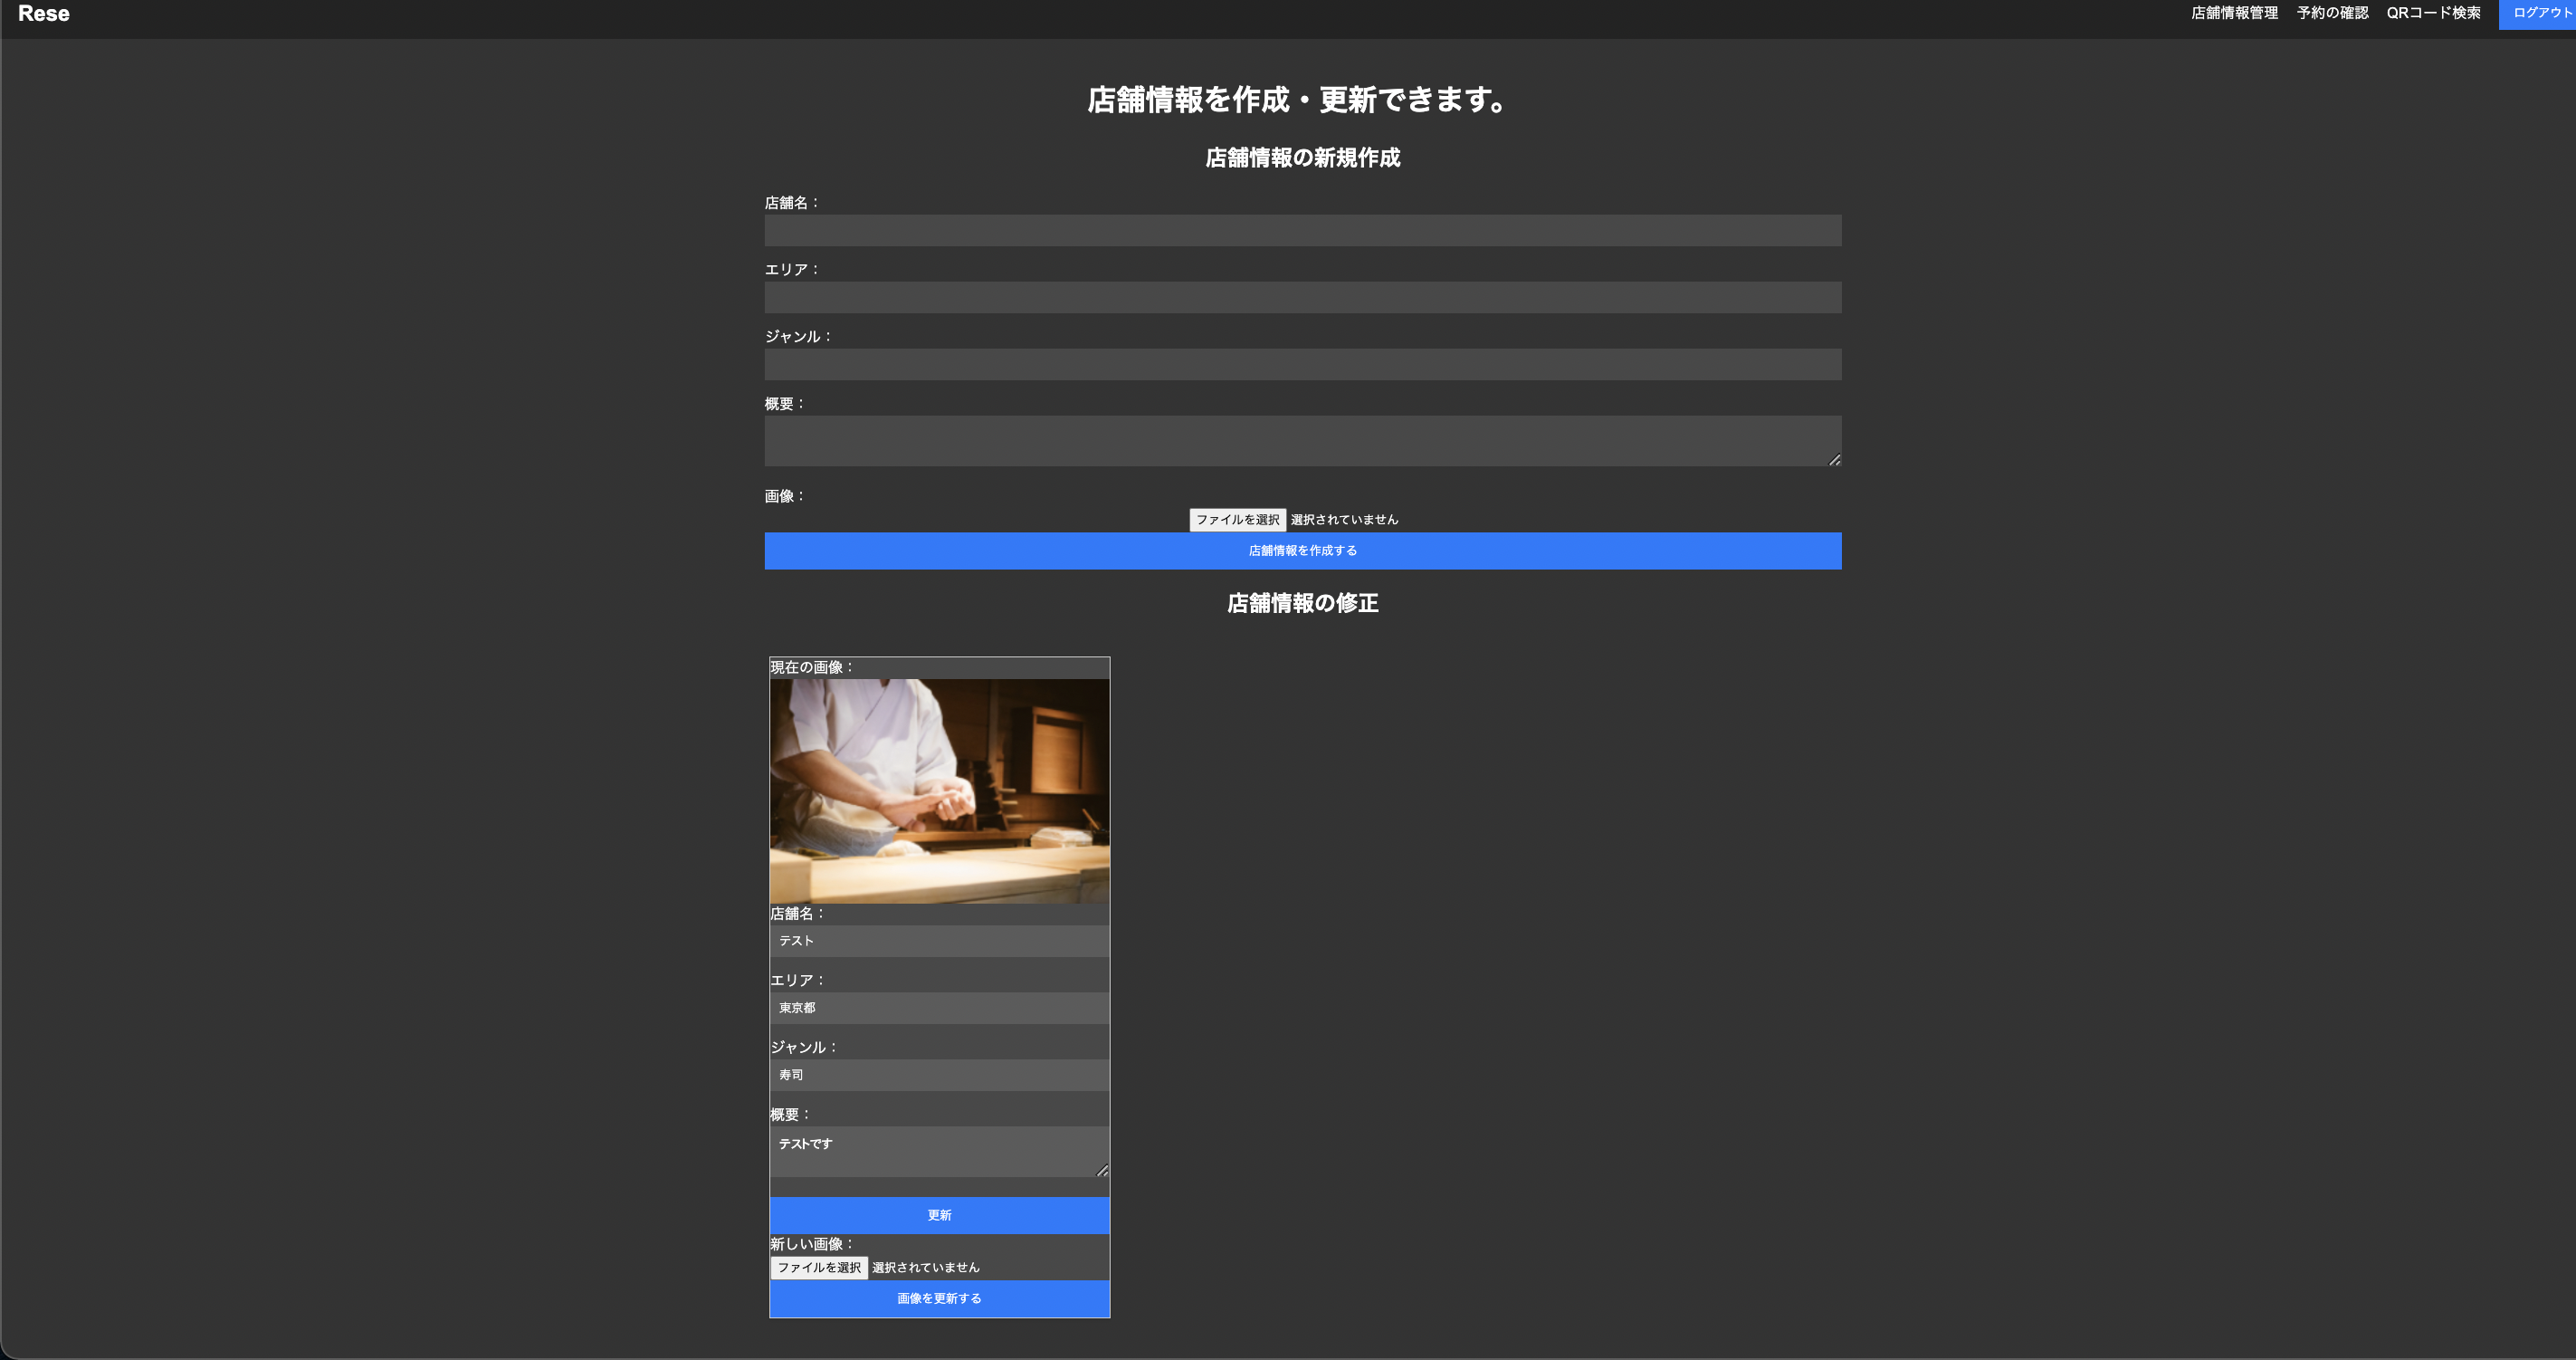 Rese
店舗情報管理 予約の確認 QRコード検索 ログアウト
店舗情報を作成・更新できます。
店舗情報の新規作成
店舗名：
エリア：
ジャンル：
概要：
画像：
ファイルを選択 選択されていません
店舗情報を作成する
店舗情報の修正
現在の画像：
店舗名：
テスト
エリア：
東京都
ジャンル：
寿司
概要：
テストです
更新
新しい画像：
ファイルを選択 選択されていません
画像を更新する